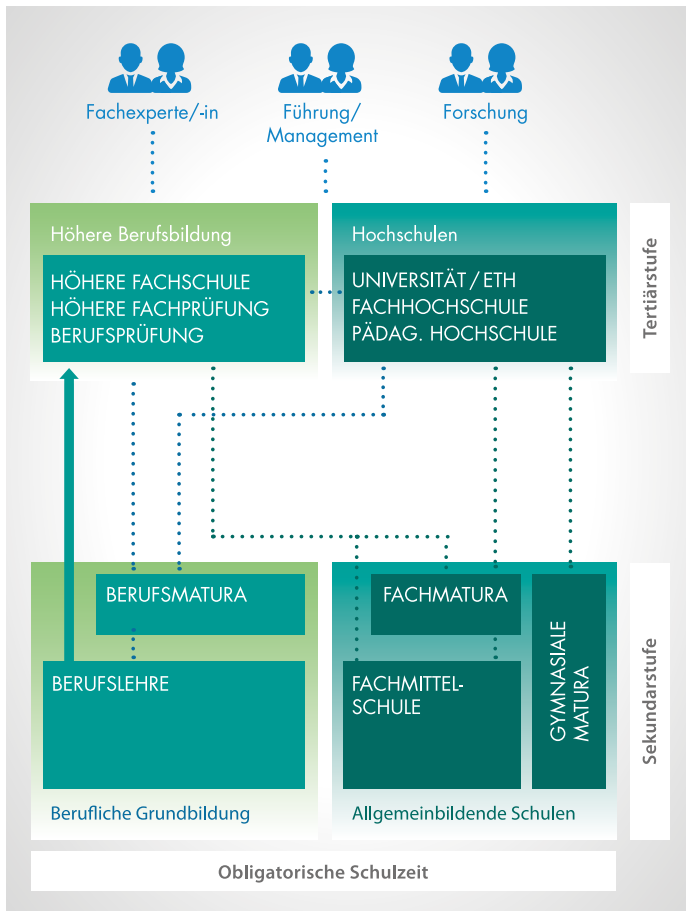 Fachexperte/-in
Führung/
Management
Forschung
Höhere Berufsbildung
HÖHERE FACHSCHULE
HÖHERE FACHPRÜFUNG
BERUFSPRÜFUNG
Hochschulen
UNIVERSITÄT / ETH
FACHHOCHSCHULE
PÄDAG. HOCHSCHULE
Tertiärstufe
BERUFSMATURA
BERUFSLEHRE
Berufliche Grundbildung
FACHMATURA
FACHMITTEL-
SCHULE
GYMNASIALE
MATURA
Allgemeinbildende Schulen
Sekundarstufe
Obligatorische Schulzeit